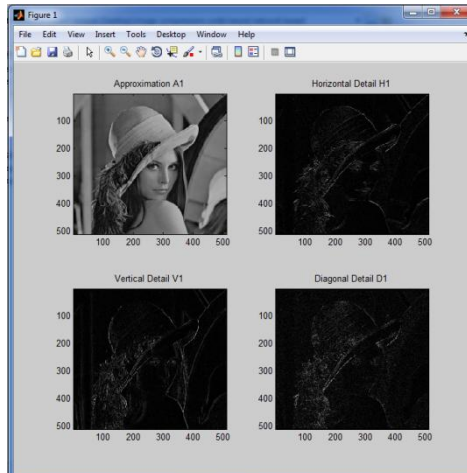 Figure 1
File Edit View Insert Tools Desktop Window Help
Approximation A1
100
200
300
400
500
100 200 300 400 500
Horizontal Detail H1
100
200
300
400
500
100 200 300 400 500
Vertical Detail V1
100
200
300
400
500
100 200 300 400 500
Diagonal Detail D1
100
200
300
400
500
100 200 300 400 500